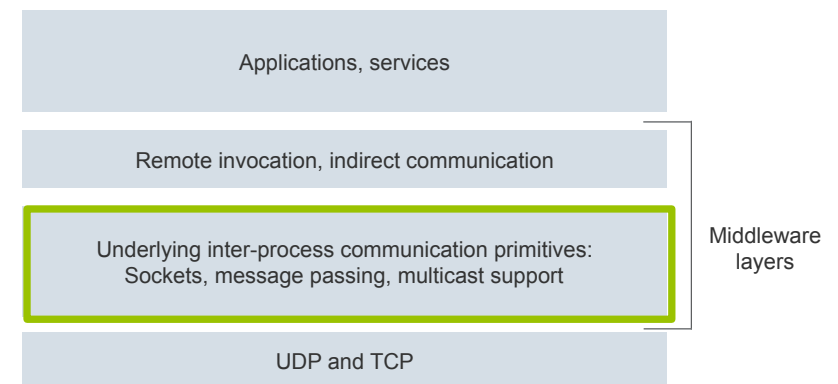 Applications, services
Remote invocation, indirect communication
Underlying inter-process communication primitives:
Sockets, message passing, multicast support
Middleware
layers
UDP and TCP